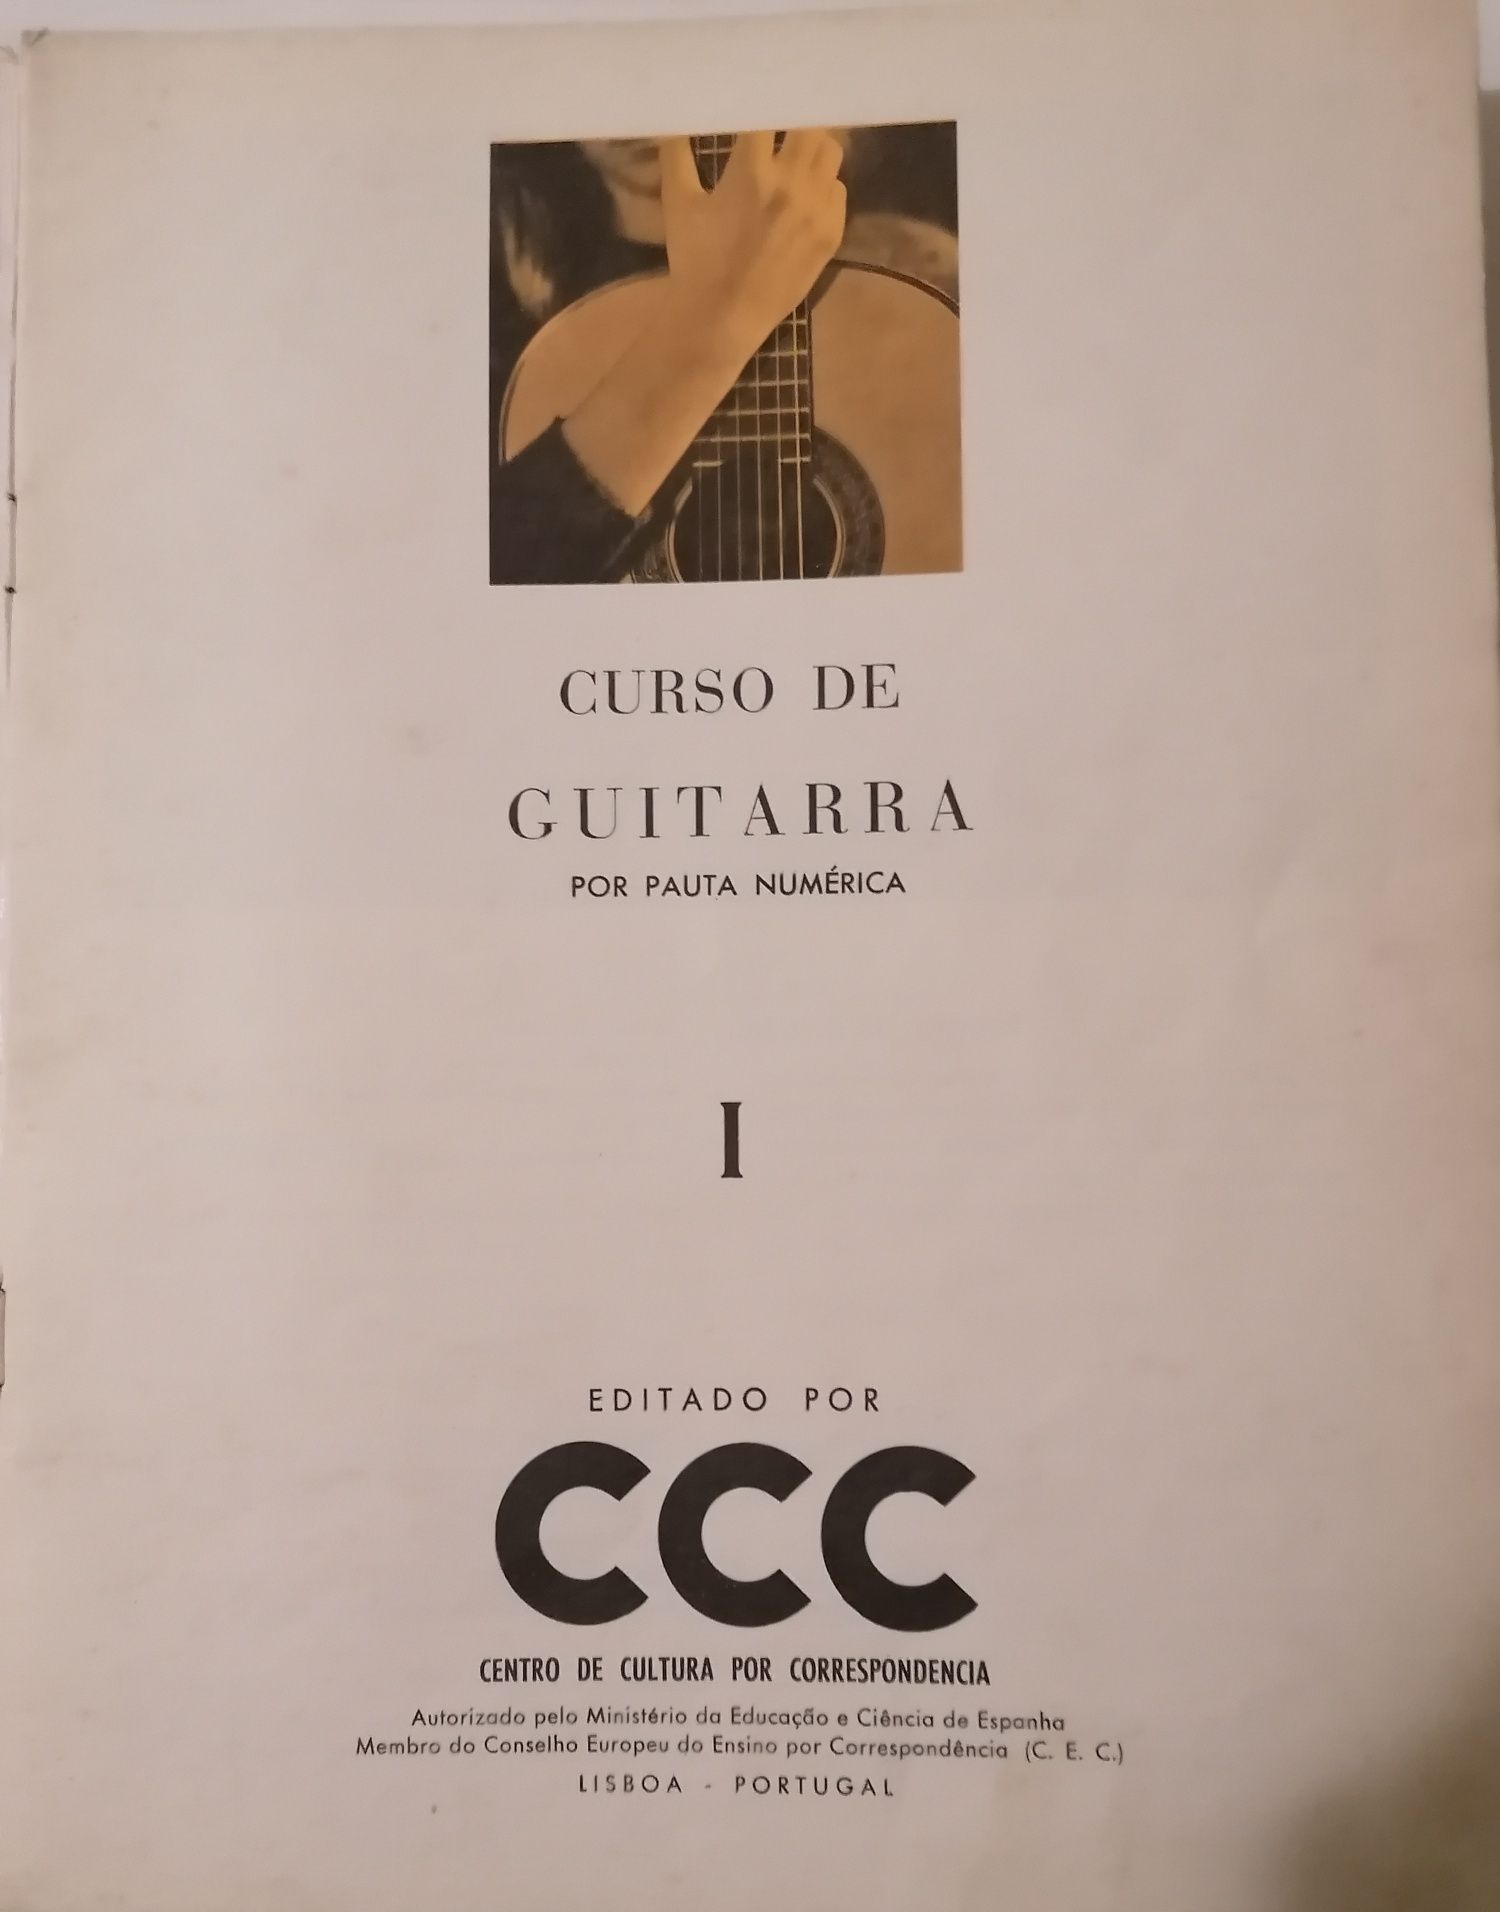 CURSO DE
GUITARRA
POR PAUTA NUMÉRICA
I
EDITADO POR
CCC
CENTRO DE CULTURA POR CORRESPONDENCIA
Autorizado pelo Ministério da Educação e Ciência de Espanha
Membro do Conselho Europeu do Ensino por Correspondência (C. E. C.)
LISBOA - PORTUGAL